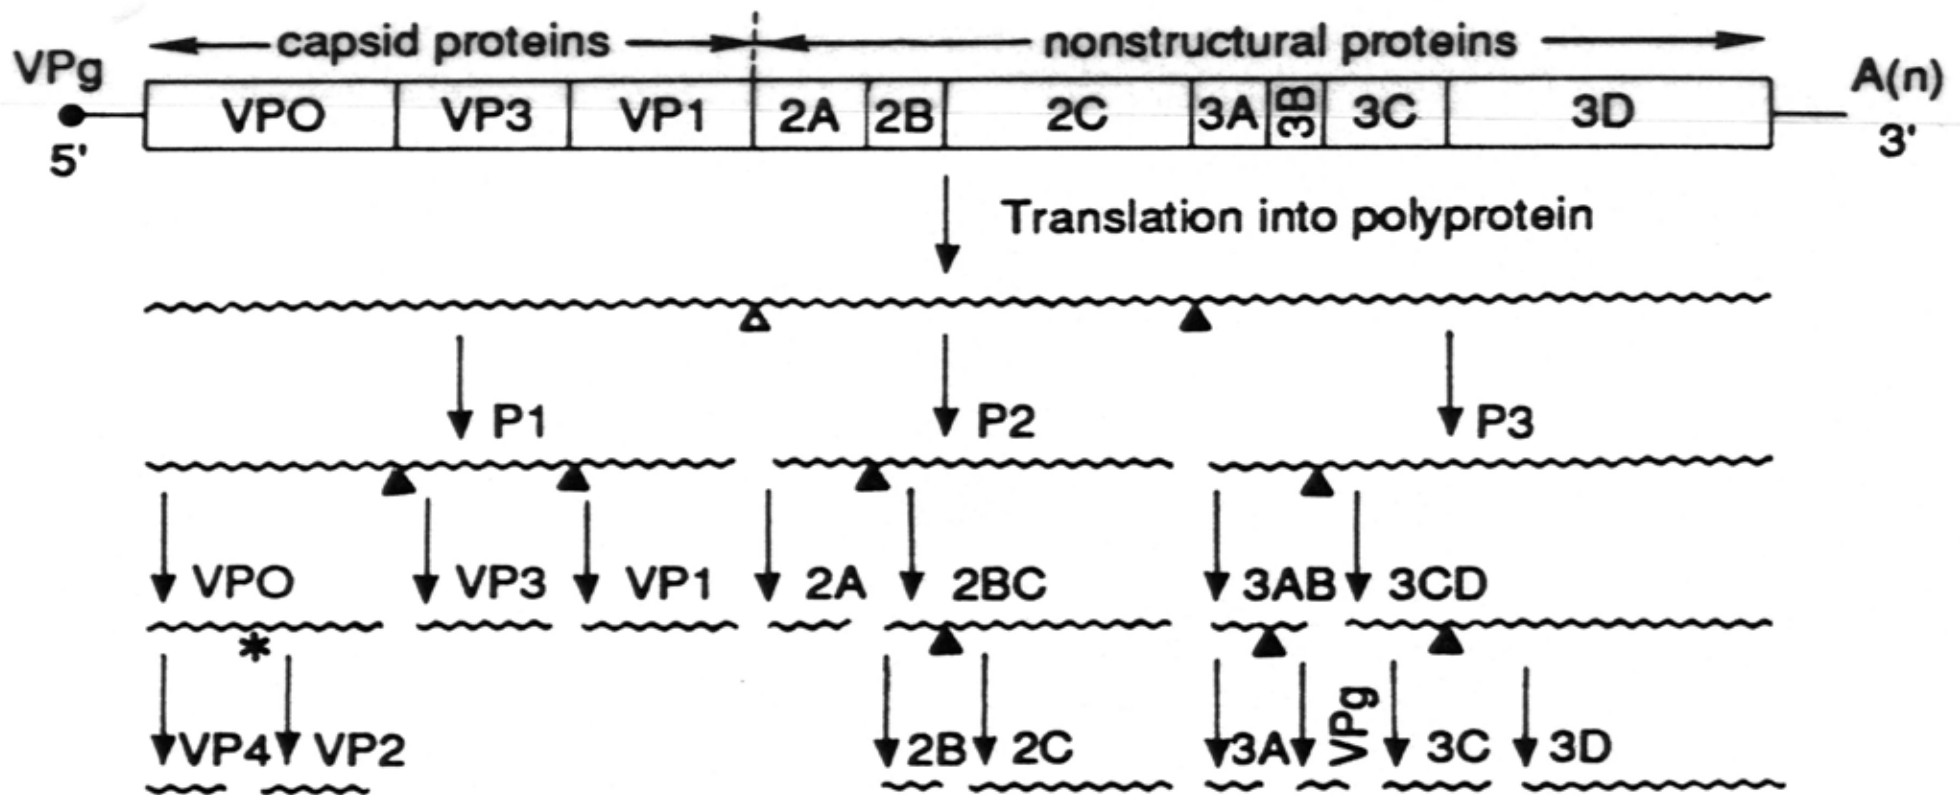 capsid proteins nonstructural proteins
VPg A(n)
VPO VP3 VP1 2A 2B 2C 3A 3B 3C 3D
5' 3'
Translation into polyprotein
P1 P2 P3
VPO VP3 VP1 2A 2BC 3AB 3CD
*
VP4 VP2 2B 2C 3A VPg 3C 3D